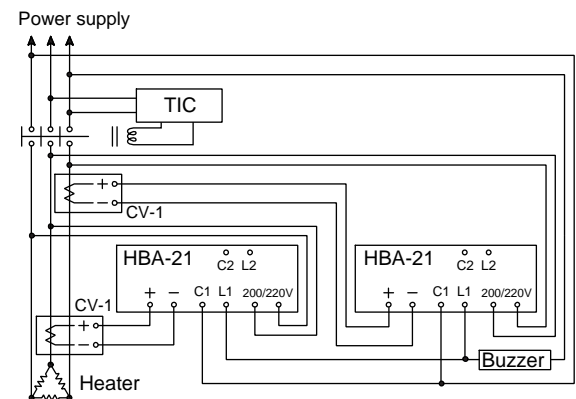 Power supply
TIC
+
−
CV-1
HBA-21
C2 L2
+ − C1 L1 200/220V
HBA-21
C2 L2
+ − C1 L1 200/220V
CV-1
+
−
Buzzer
Heater